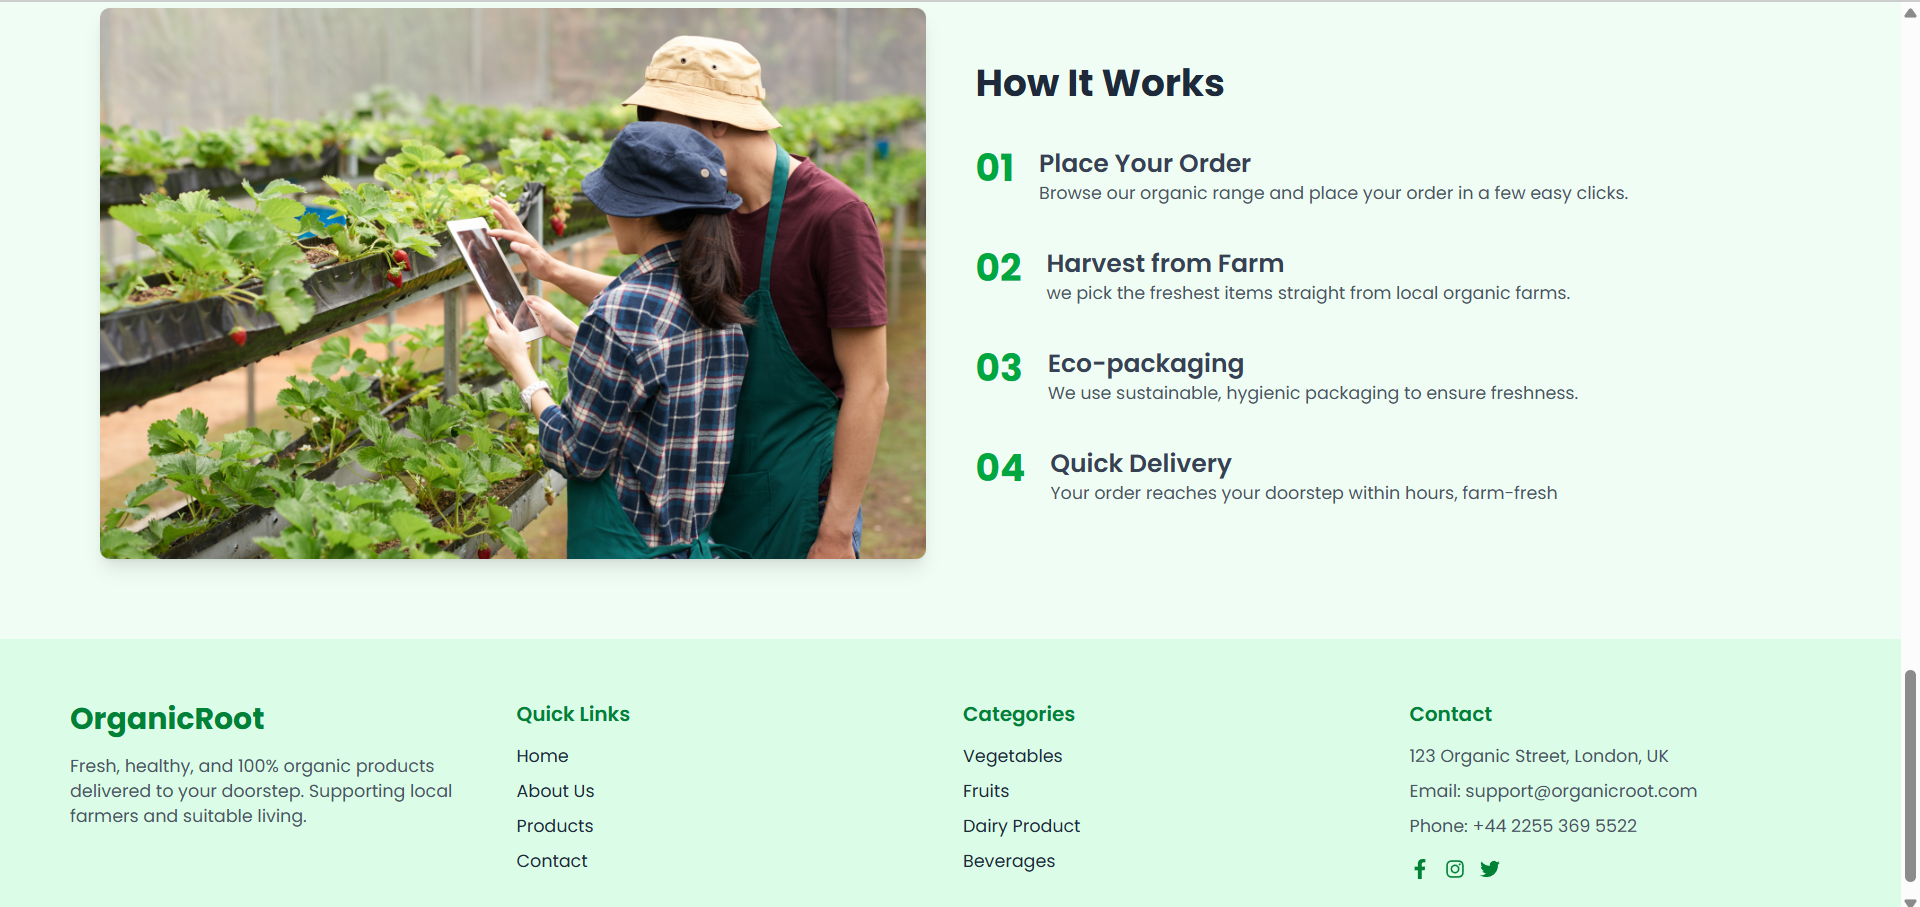 How It Works
01
Place Your Order
Browse our organic range and place your order in a few easy clicks.
02
Harvest from Farm
we pick the freshest items straight from local organic farms.
03
Eco-packaging
We use sustainable, hygienic packaging to ensure freshness.
04
Quick Delivery
Your order reaches your doorstep within hours, farm-fresh
OrganicRoot
Fresh, healthy, and 100% organic products
delivered to your doorstep. Supporting local
farmers and suitable living.
Quick Links
Home
About Us
Products
Contact
Categories
Vegetables
Fruits
Dairy Product
Beverages
Contact
123 Organic Street, London, UK
Email: support@organicroot.com
Phone: +44 2255 369 5522